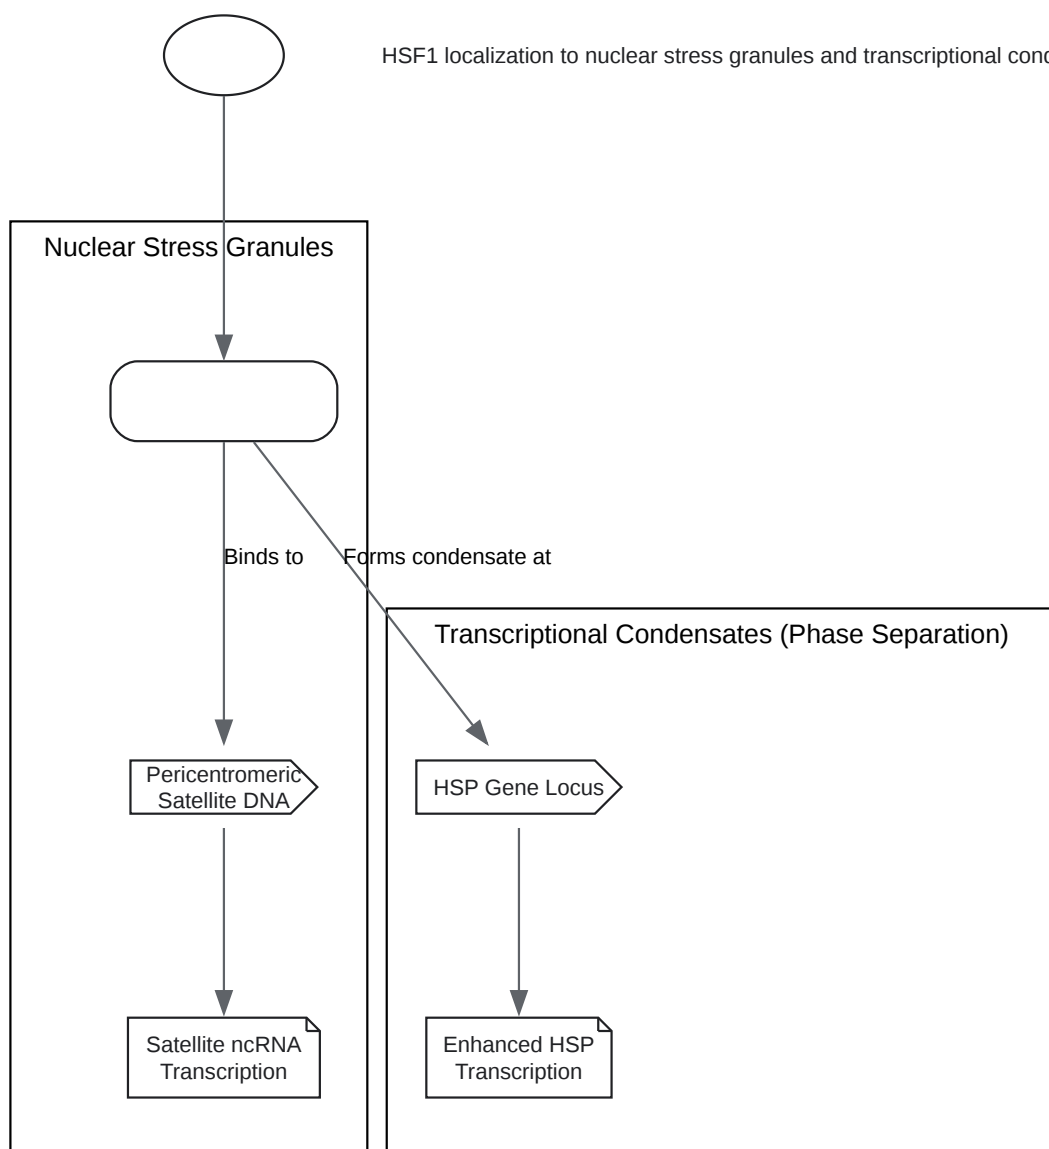 HSF1 localization to nuclear stress granules and transcriptional
Nuclear Stress Granules
Binds to
Forms condensate at
Transcriptional Condensates (Phase Separation)
Pericentromeric
Satellite DNA
HSP Gene Locus
Satellite ncRNA
Transcription
Enhanced HSP
Transcription